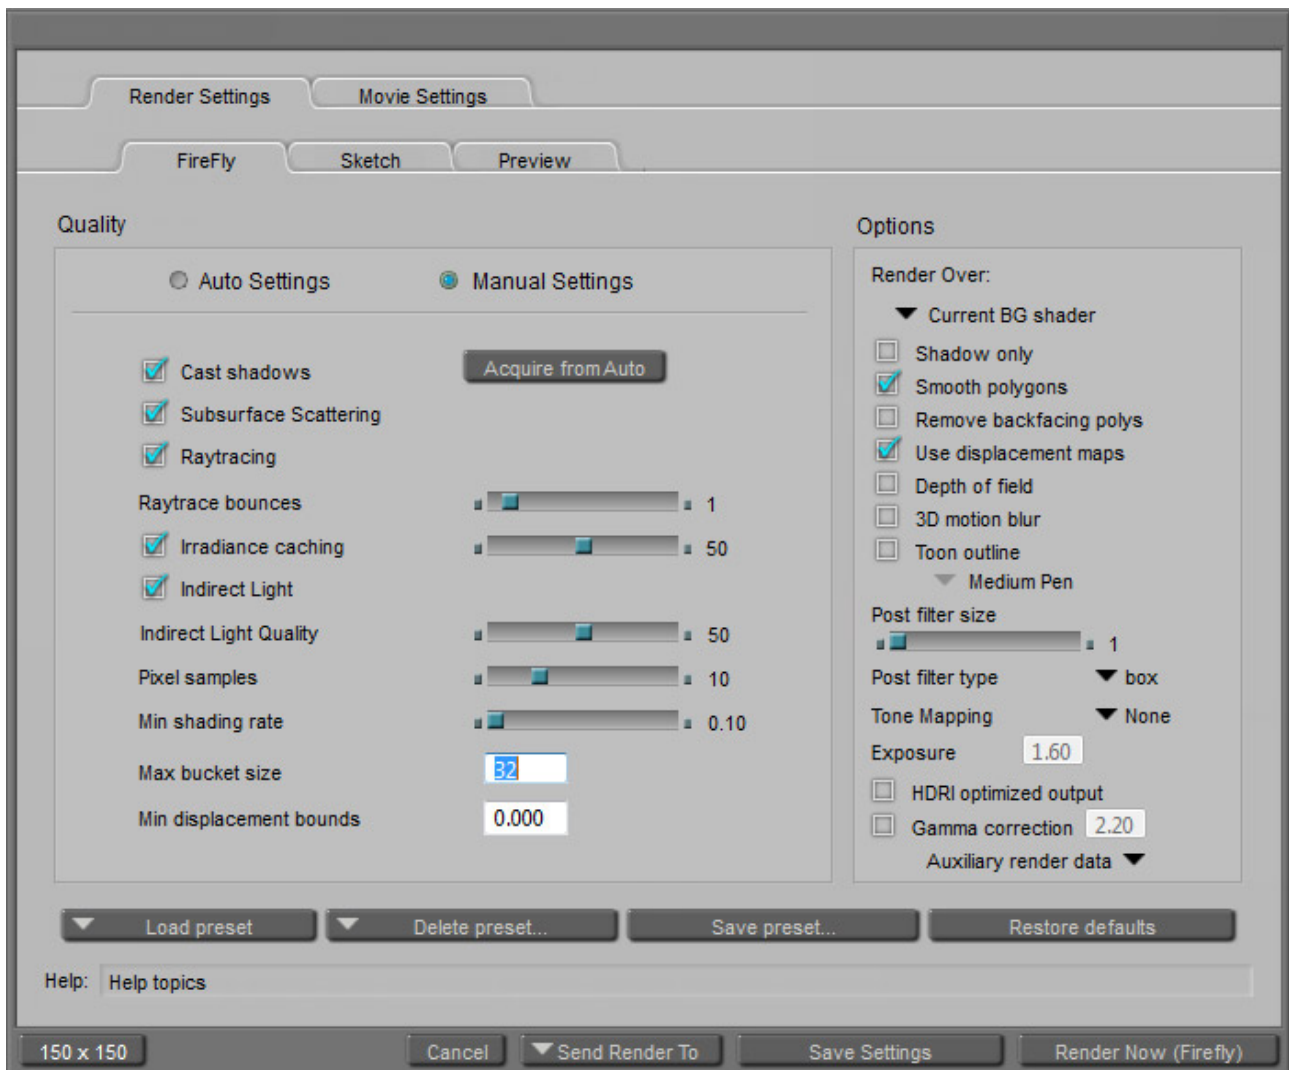 Render Settings
Movie Settings
FireFly
Sketch
Preview
Quality
Auto Settings
Manual Settings
Cast shadows
Acquire from Auto
Subsurface Scattering
Raytracing
Raytrace bounces 1
Irradiance caching 50
Indirect Light
Indirect Light Quality 50
Pixel samples 10
Min shading rate 0.10
Max bucket size 32
Min displacement bounds 0.000
Options
Render Over:
Current BG shader
Shadow only
Smooth polygons
Remove backfacing polys
Use displacement maps
Depth of field
3D motion blur
Toon outline
Medium Pen
Post filter size
1
Post filter type box
Tone Mapping None
Exposure 1.60
HDRI optimized output
Gamma correction 2.20
Auxiliary render data
Load preset
Delete preset...
Save preset...
Restore defaults
Help: Help topics
150 x 150
Cancel
Send Render To
Save Settings
Render Now (Firefly)